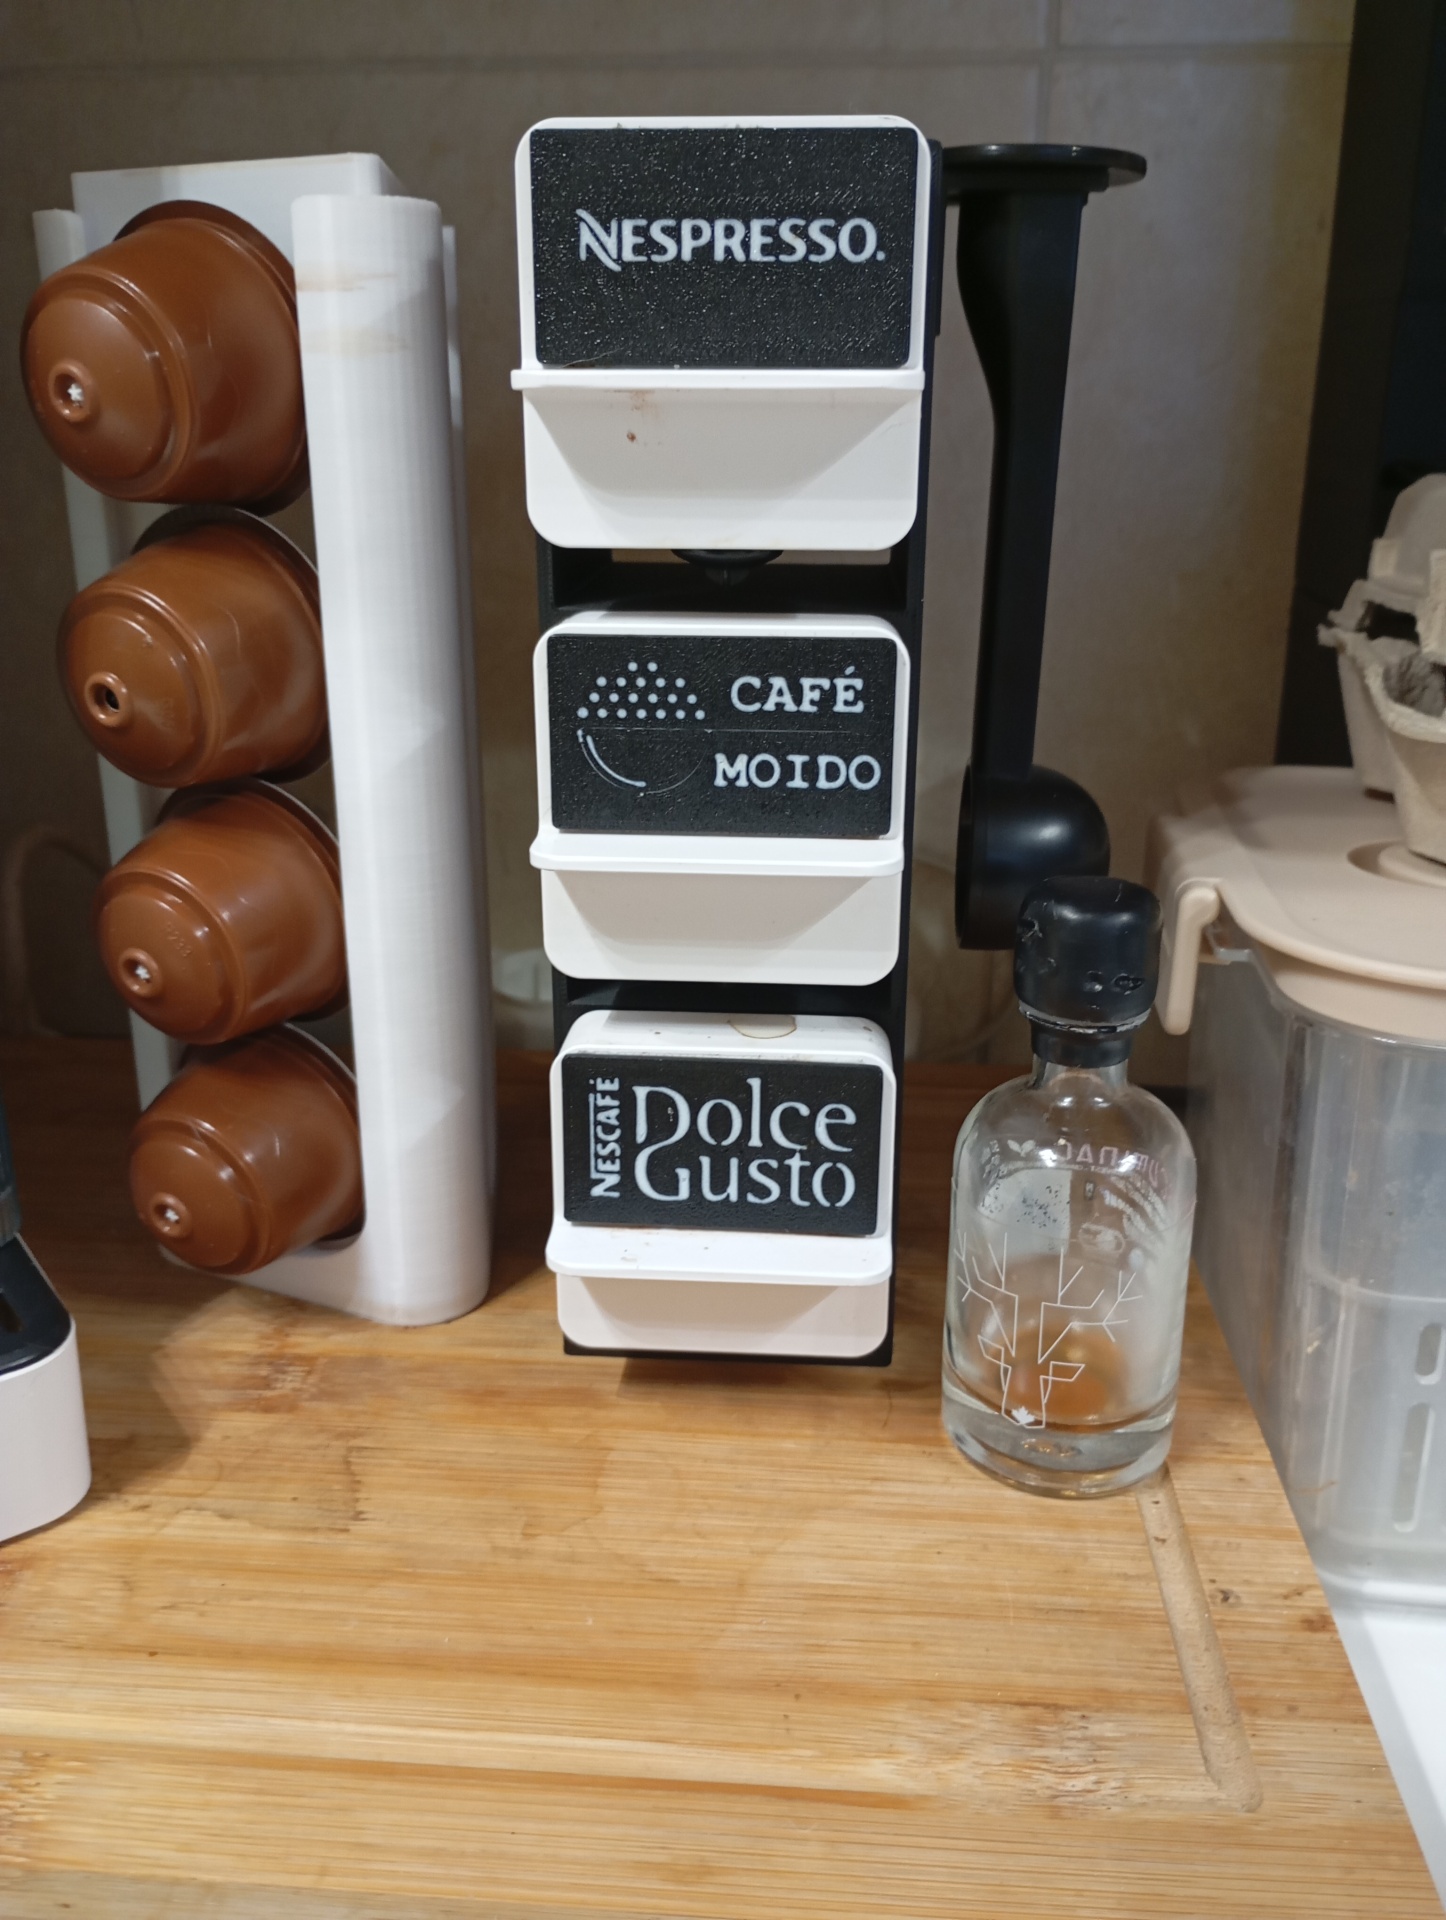 NESPRESSO.
CAFÉ
MOIDO
NESCAFÉ
Dolce
Gusto